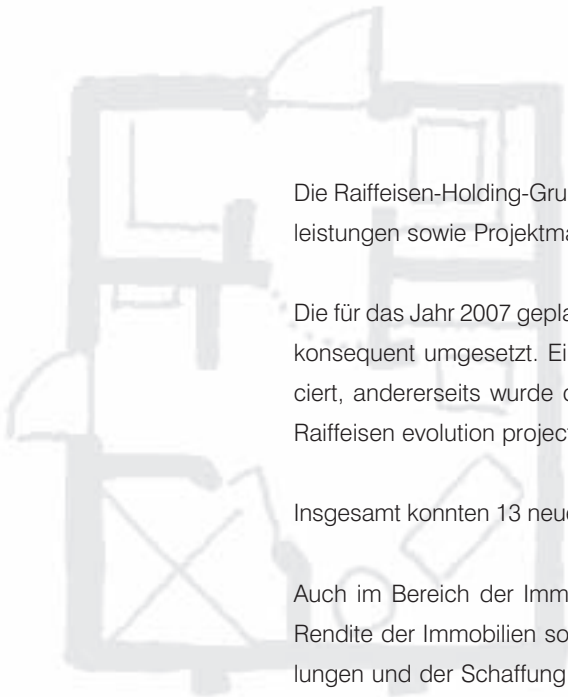 Die Raiffeisen-Holding-Gru
leistungen sowie Projektma
Die für das Jahr 2007 gepla
konsequent umgesetzt. Ei
ciert, andererseits wurde d
Raiffeisen evolution project
Insgesamt konnten 13 neue
Auch im Bereich der Imm
Rendite der Immobilien so
lungen und der Schaffung